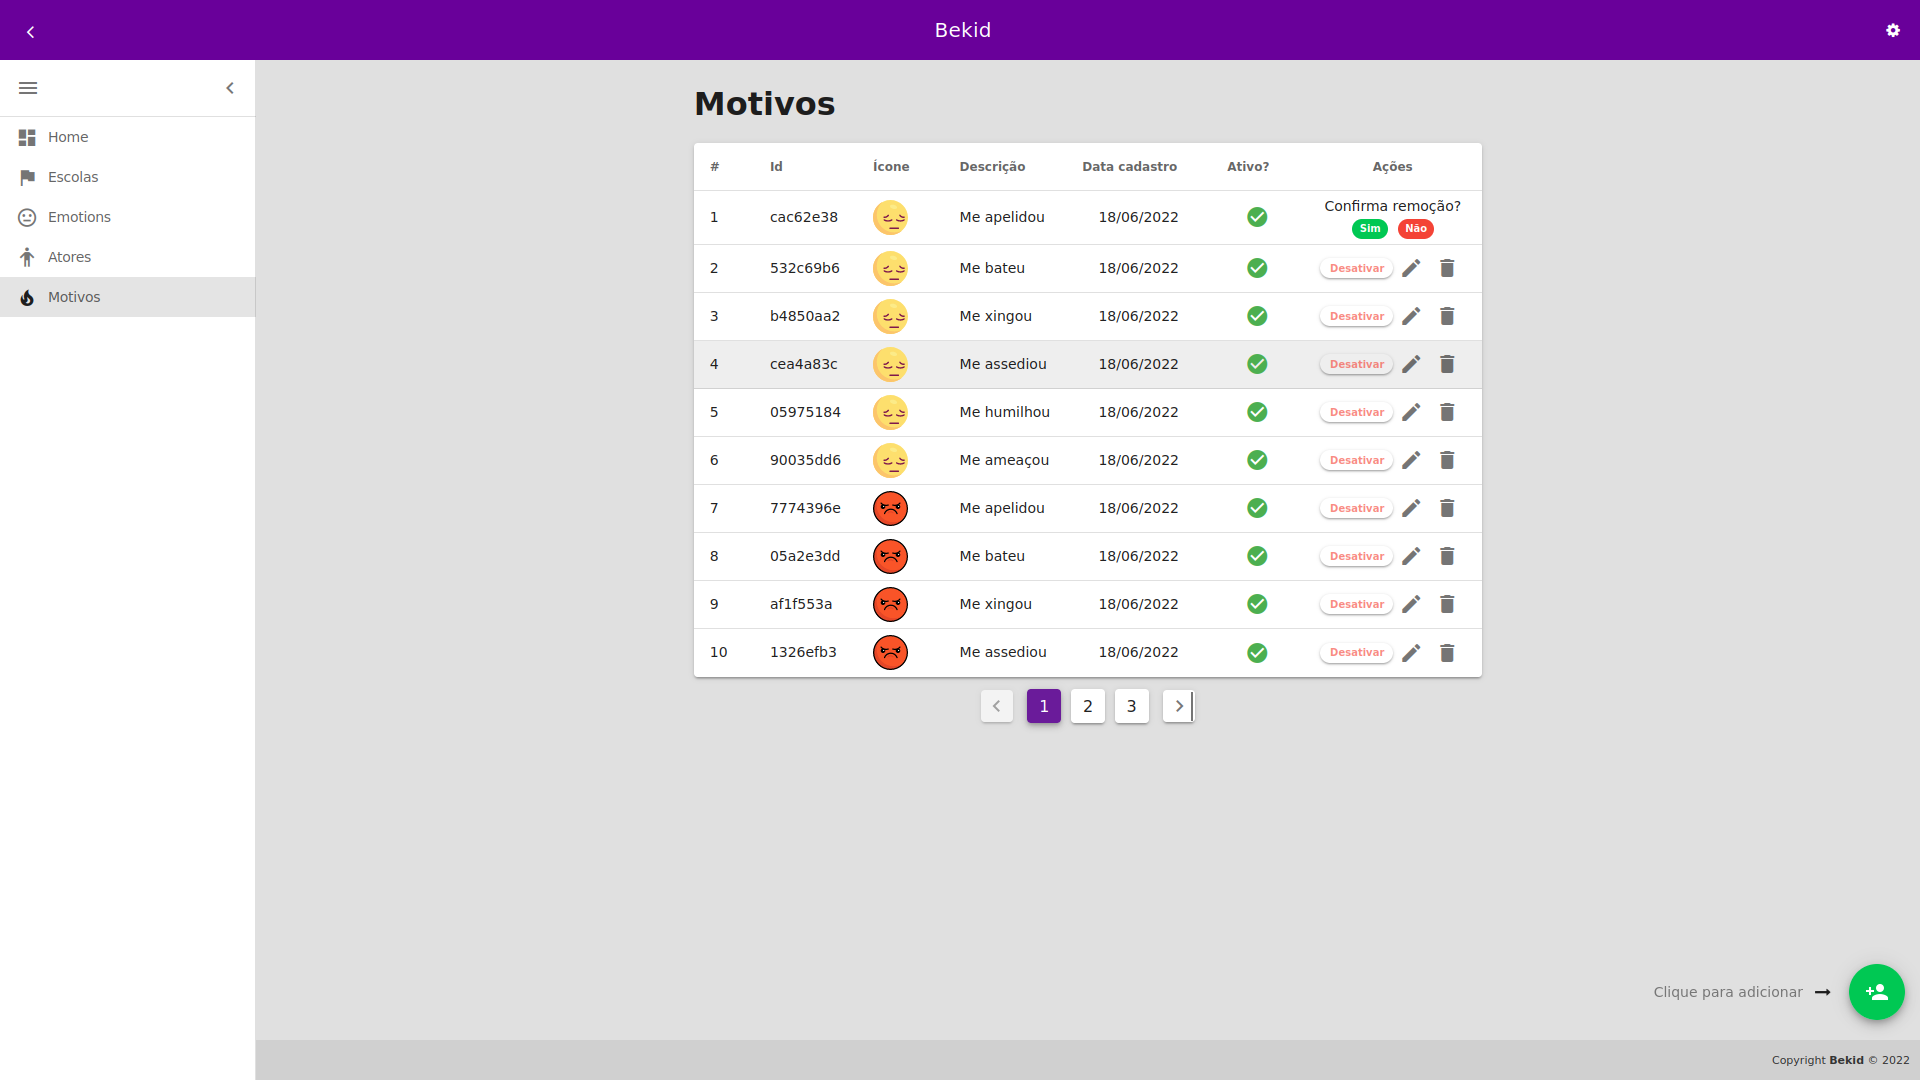 Bekid
Home
Escolas
Emotions
Atores
Motivos
Motivos
# Id Ícone Descrição Data cadastro Ativo? Ações
1 cac62e38 Me apelidou 18/06/2022 Confirma remoção?
Sim Não
2 532c69b6 Me bateu 18/06/2022 Desativar
3 b4850aa2 Me xingou 18/06/2022 Desativar
4 cea4a83c Me assediou 18/06/2022 Desativar
5 05975184 Me humilhou 18/06/2022 Desativar
6 90035dd6 Me ameaçou 18/06/2022 Desativar
7 7774396e Me apelidou 18/06/2022 Desativar
8 05a2e3dd Me bateu 18/06/2022 Desativar
9 af1f553a Me xingou 18/06/2022 Desativar
10 1326efb3 Me assediou 18/06/2022 Desativar
1 2 3
Clique para adicionar
Copyright Bekid © 2022